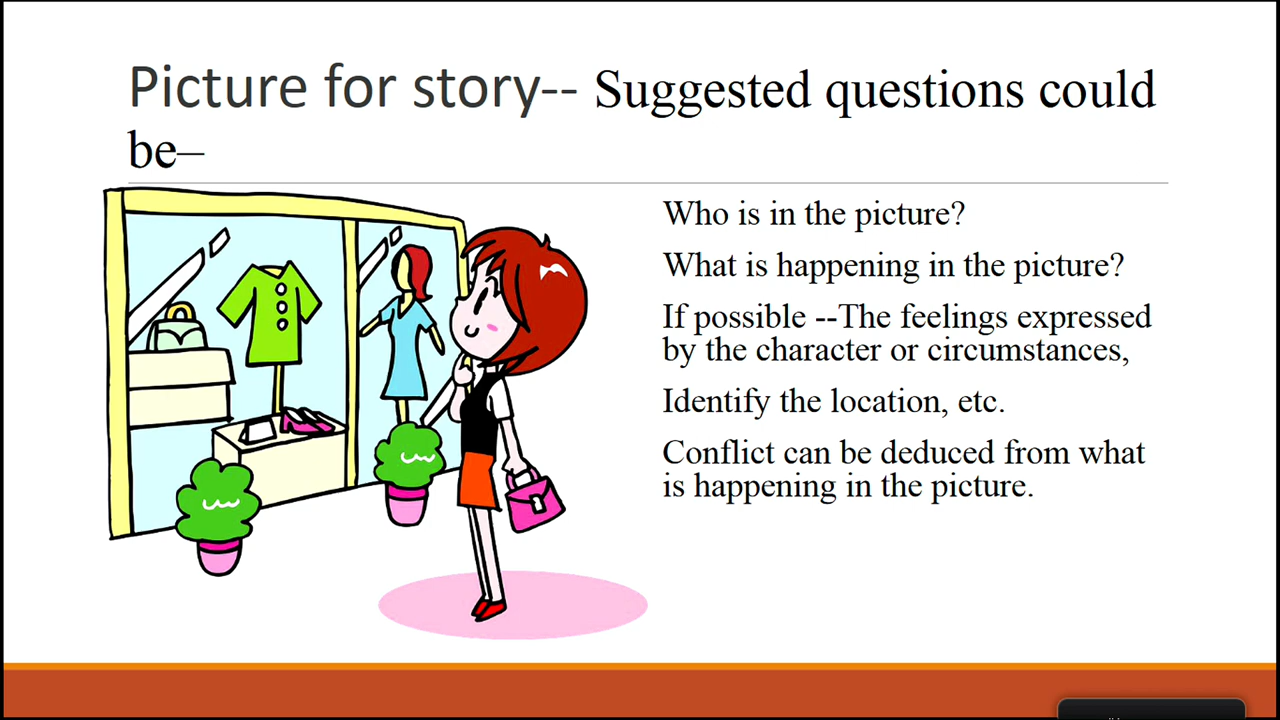 Picture for story-- Suggested questions could
be–
Who is in the picture?
What is happening in the picture?
If possible --The feelings expressed
by the character or circumstances,
Identify the location, etc.
Conflict can be deduced from what
is happening in the picture.